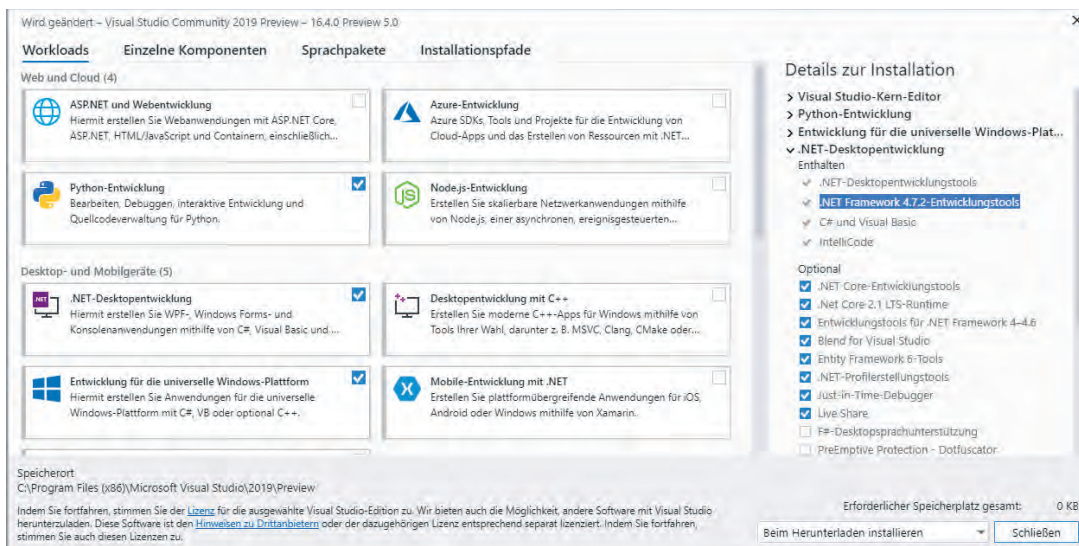 Wird geändert – Visual Studio Community 2019 Preview – 16.4.0 Preview 5.0
Workloads Einzelne Komponenten Sprachpakete Installationspfade
Web und Cloud (4)
ASP.NET und Webentwicklung
Hiermit erstellen Sie Webanwendungen mit ASP.NET Core,
ASP.NET, HTML/JavaScript und Containern, einschließlich...
Azure-Entwicklung
Azure SDKs, Tools und Projekte für die Entwicklung von
Cloud-Apps und das Erstellen von Ressourcen mit .NET...
Python-Entwicklung
Bearbeiten, Debuggen, interaktive Entwicklung und
Quellcodeverwaltung für Python.
JS
Node.js-Entwicklung
Erstellen Sie skalierbare Netzwerkanwendungen mithilfe
von Node.js, einer asynchronen, ereignisgesteuerten...
Desktop- und Mobilgeräte (5)
.NET
.NET-Desktopentwicklung
Hiermit erstellen Sie WPF-, Windows Forms- und
Konsolenanwendungen mithilfe von C#, Visual Basic und ...
Desktopentwicklung mit C++
Erstellen Sie moderne C++-Apps für Windows mithilfe von
Tools Ihrer Wahl, darunter z. B. MSVC, Clang, CMake oder...
Entwicklung für die universelle Windows-Plattform
Hiermit erstellen Sie Anwendungen für die universelle
Windows-Plattform mit C#, VB oder optional C++.
Mobile-Entwicklung mit .NET
Erstellen Sie plattformübergreifende Anwendungen für iOS,
Android oder Windows mithilfe von Xamarin.
Details zur Installation
Visual Studio-Kern-Editor
Python-Entwicklung
Entwicklung für die universelle Windows-Plat...
.NET-Desktopentwicklung
Enthalten
.NET-Desktopentwicklungstools
.NET Framework 4.7.2-Entwicklungstools
C# und Visual Basic
IntelliCode
Optional
.NET Core-Entwicklungstools
.Net Core 2.1 LTS-Runtime
Entwicklungstools für .NET Framework 4–4.6
Blend for Visual Studio
Entity Framework 6-Tools
.NET-Profilerstellungstools
Just-in-Time-Debugger
Live Share
F#-Desktopsprachunterstützung
PreEmptive Protection - Dotfuscator
Speicherort
C:\Program Files (x86)\Microsoft Visual Studio\2019\Preview
Indem Sie fortfahren, stimmen Sie der Lizenz für die ausgewählte Visual Studio-Edition zu. Wir bieten auch die Möglichkeit, andere Software mit Visual Studio
herunterzuladen. Diese Software ist den Hinweisen zu Drittanbietern oder der dazugehörigen Lizenz entsprechend separat lizenziert. Indem Sie fortfahren,
stimmen Sie auch diesen Lizenzen zu.
Erforderlicher Speicherplatz gesamt: 0 KB
Beim Herunterladen installieren Schließen